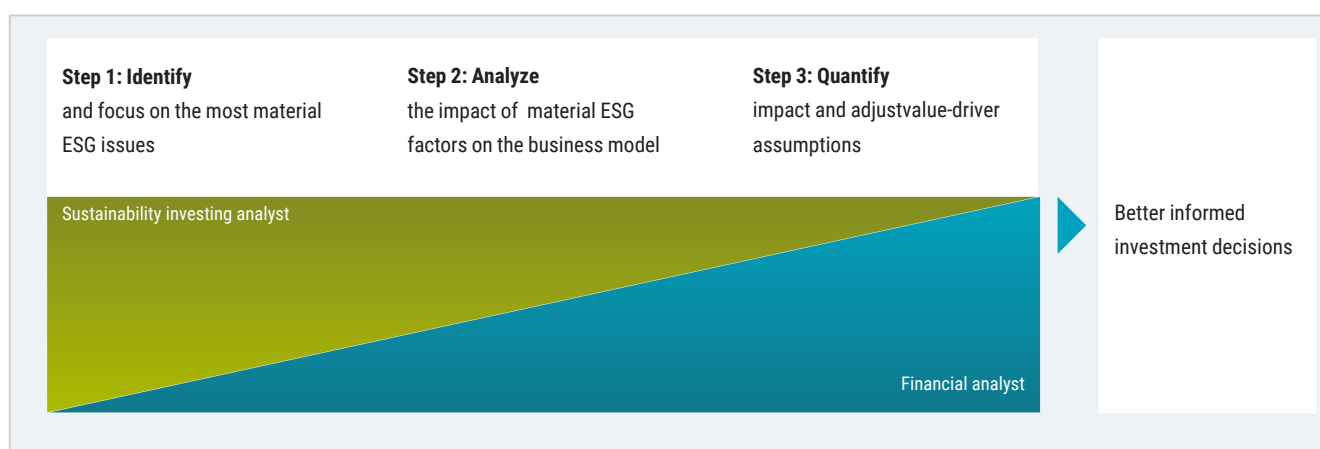 Step 1: Identify
and focus on the most material
ESG issues
Step 2: Analyze
the impact of  material ESG
factors on the business model
Step 3: Quantify
impact and adjustvalue-driver
assumptions
Sustainability investing analyst
Financial analyst
Better informed
investment decisions